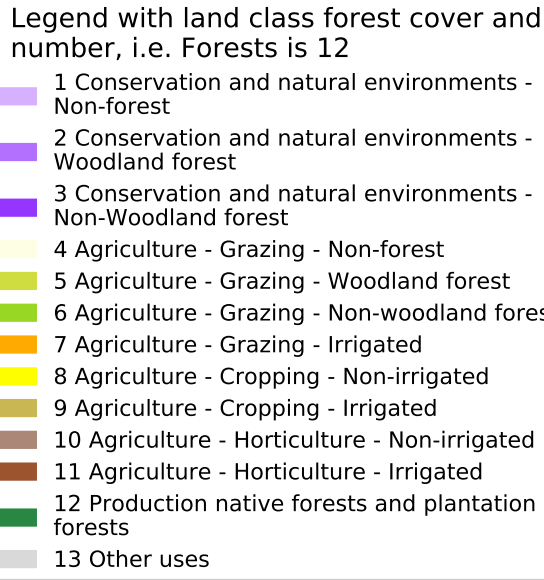 Legend with land class forest cover and
number, i.e. Forests is 12
1 Conservation and natural environments -
Non-forest
2 Conservation and natural environments -
Woodland forest
3 Conservation and natural environments -
Non-Woodland forest
4 Agriculture - Grazing - Non-forest
5 Agriculture - Grazing - Woodland forest
6 Agriculture - Grazing - Non-woodland fores
7 Agriculture - Grazing - Irrigated
8 Agriculture - Cropping - Non-irrigated
9 Agriculture - Cropping - Irrigated
10 Agriculture - Horticulture - Non-irrigated
11 Agriculture - Horticulture - Irrigated
12 Production native forests and plantation
forests
13 Other uses